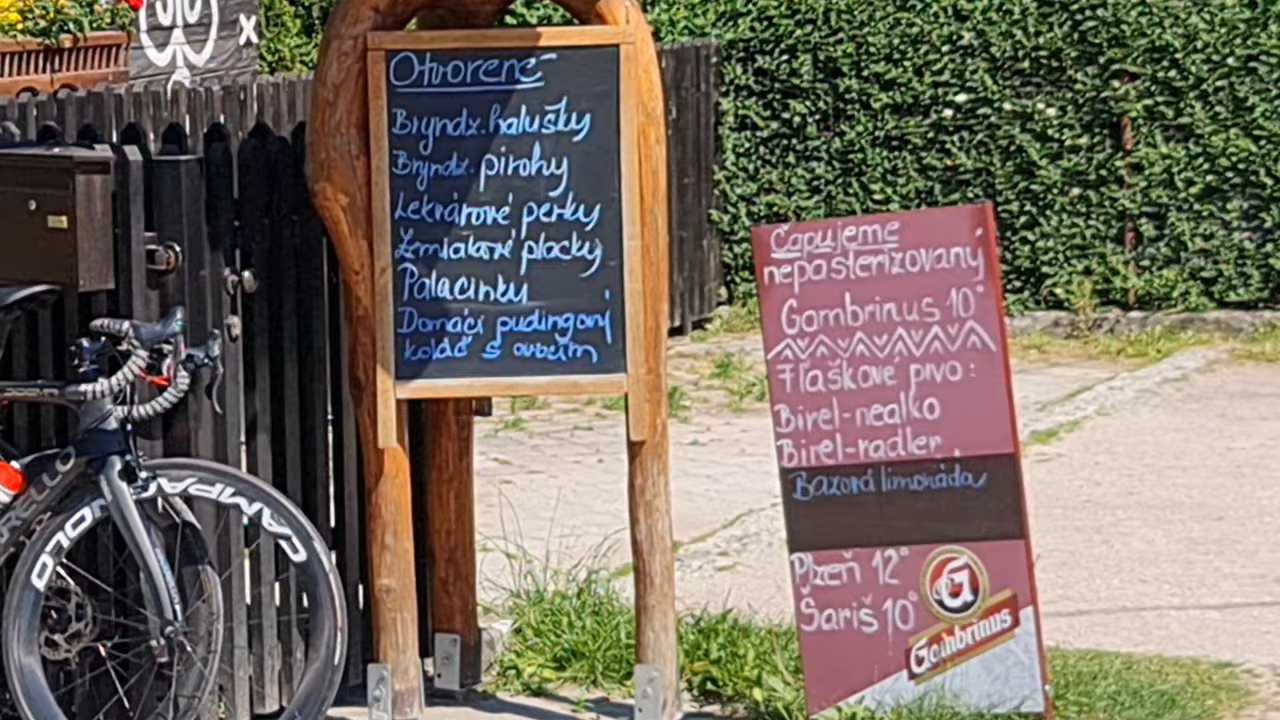 Otvorené
Bryndz. halušky
Bryndz. pirohy
Lekvárové perky
Zemiakové placky
Palacinky
Domáci pudingový
koláč s ovocím
Čapujeme
nepasterizovaný
Gambrinus 10°
Fľaškové pivo:
Birel-nealko
Birel-radler
Bazová limonáda
Plzeň 12°
Šariš 10°
Gambrinus
CAMPAGNOLO